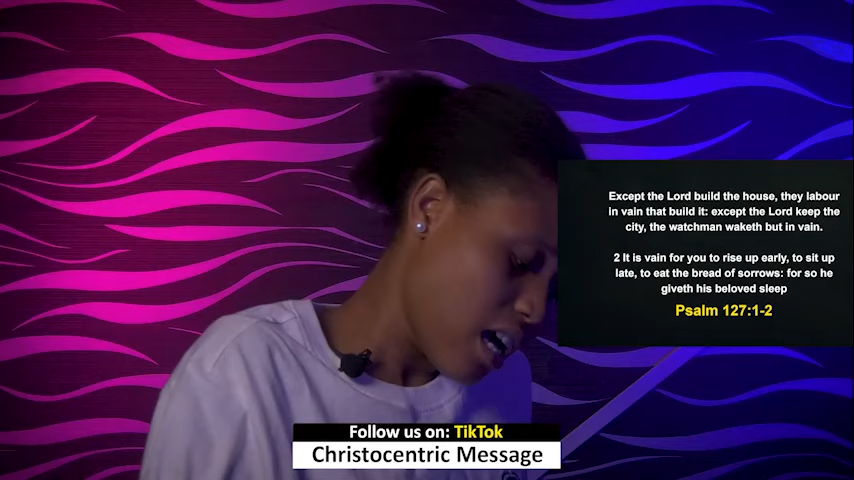 Except the Lord build the house, they labour
in vain that build it: except the Lord keep the
city, the watchman waketh but in vain.
2 It is vain for you to rise up early, to sit up
late, to eat the bread of sorrows: for so he
giveth his beloved sleep
Psalm 127:1-2
Follow us on: TikTok
Christocentric Message